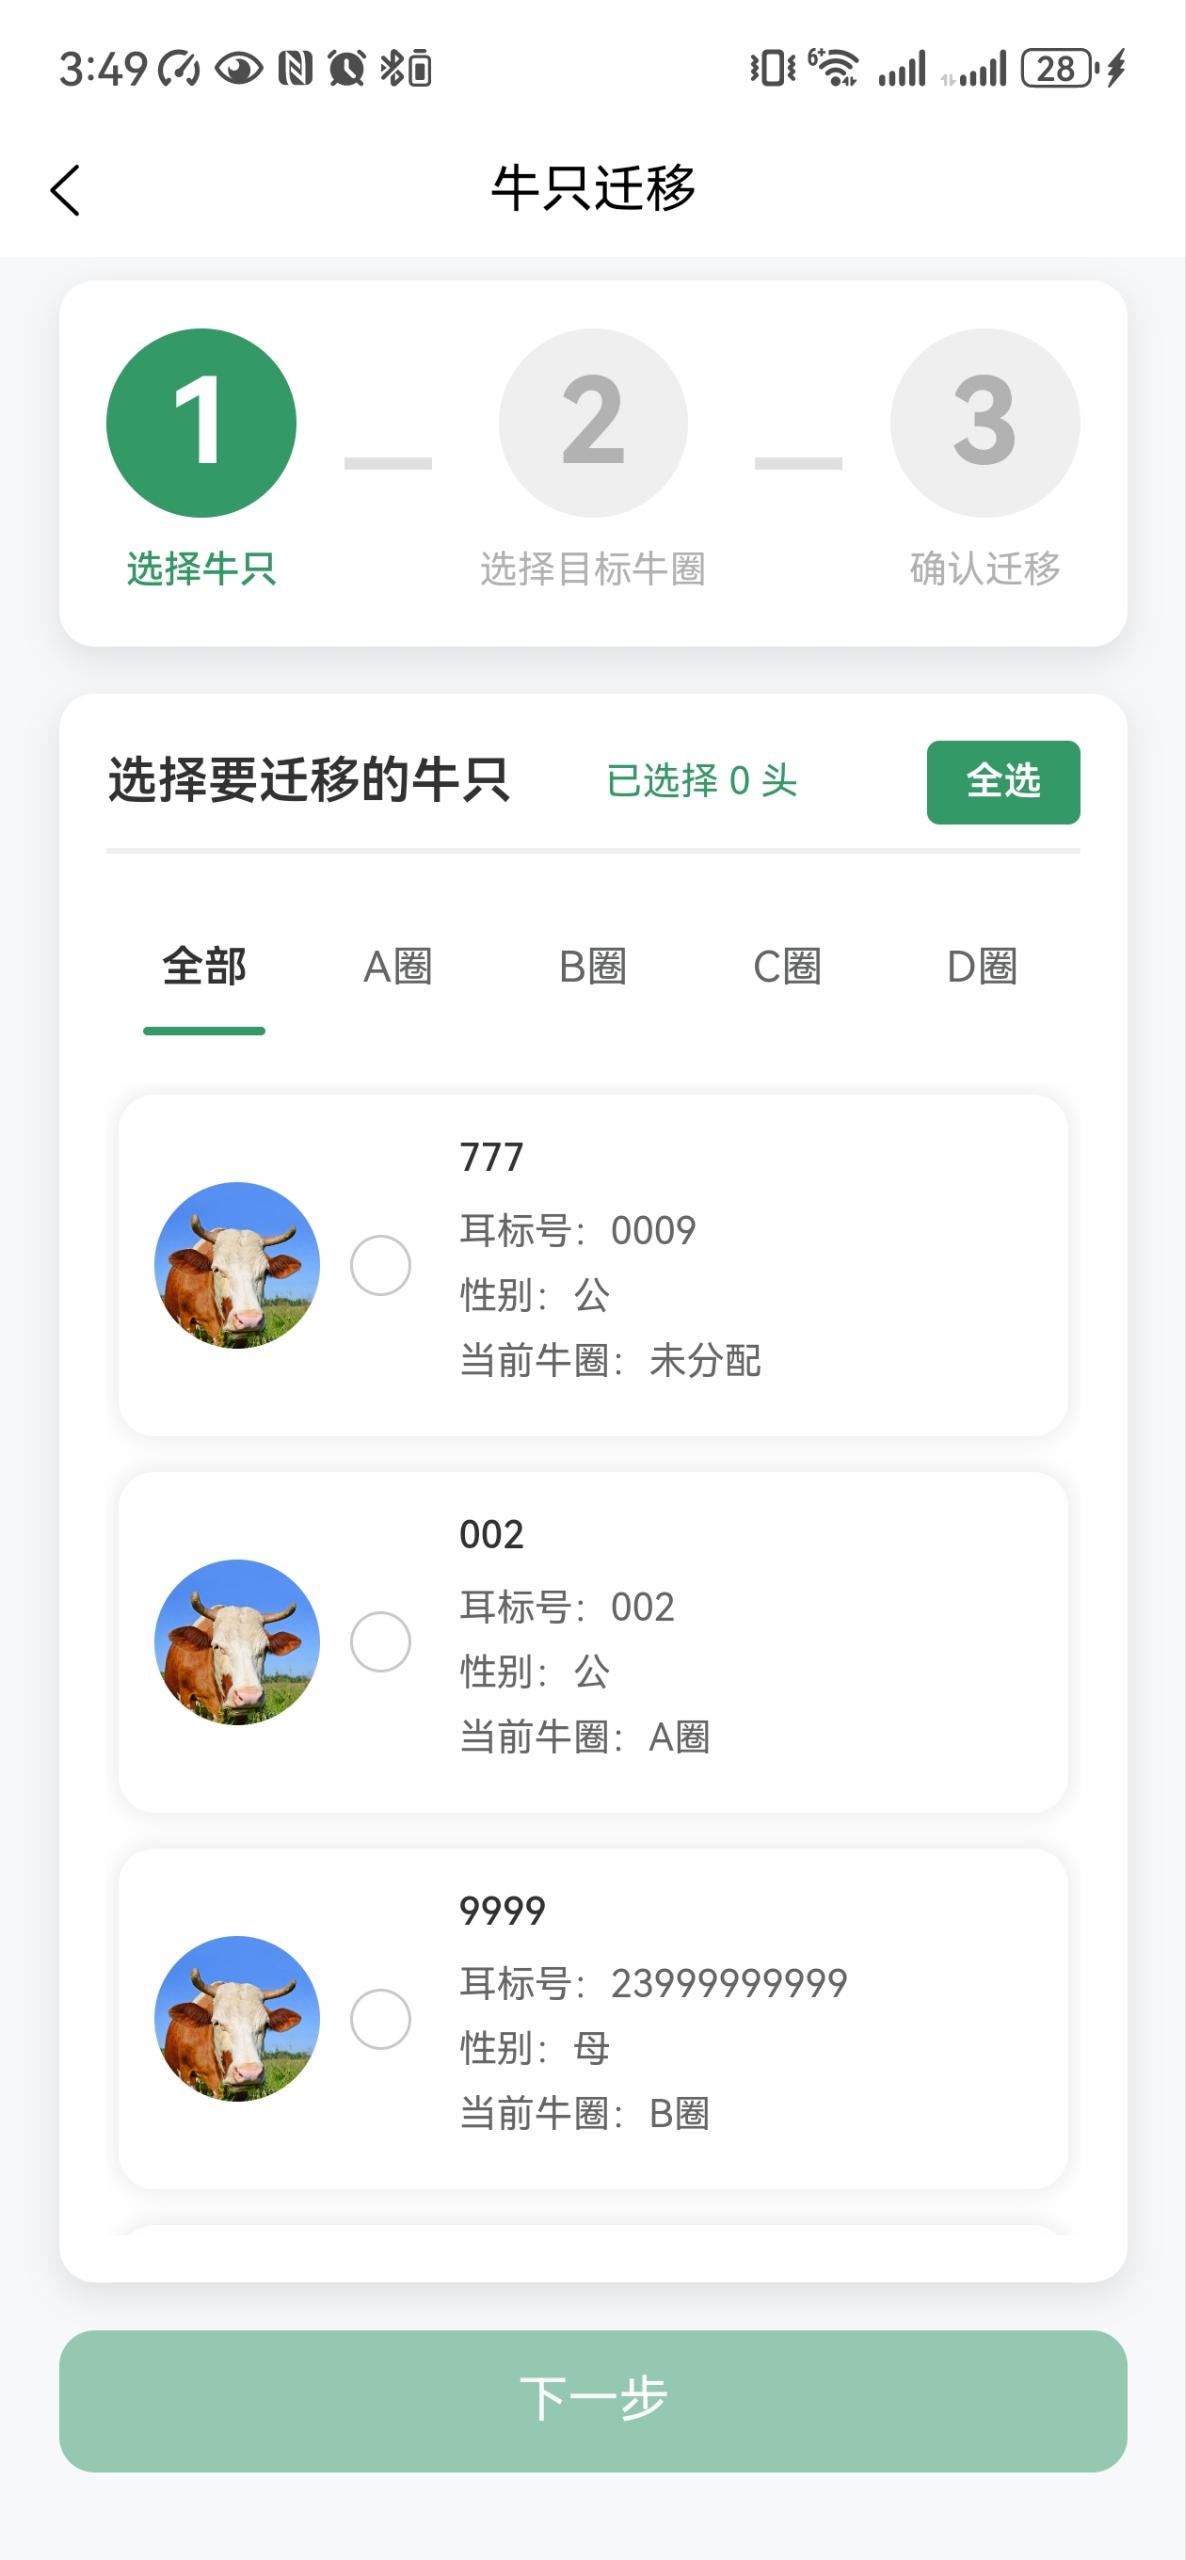 3:49
6+
28
牛只迁移
1
2
3
选择牛只
选择目标牛圈
确认迁移
选择要迁移的牛只
已选择 0 头
全选
全部
A圈
B圈
C圈
D圈
777
耳标号：0009
性别：公
当前牛圈：未分配
002
耳标号：002
性别：公
当前牛圈：A圈
9999
耳标号：23999999999
性别：母
当前牛圈：B圈
下一步